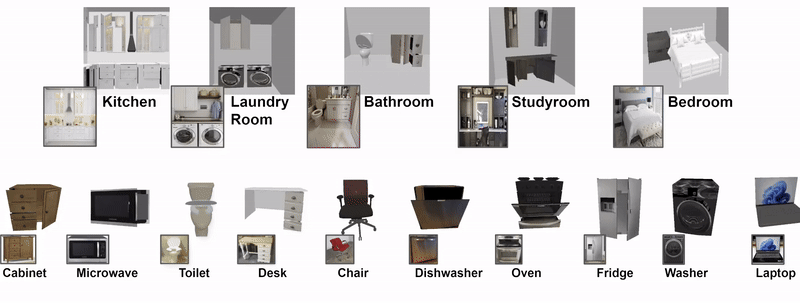 Kitchen
Laundry
Room
Bathroom
Studyroom
Bedroom
Cabinet
Microwave
Toilet
Desk
Chair
Dishwasher
Oven
Fridge
Washer
Laptop